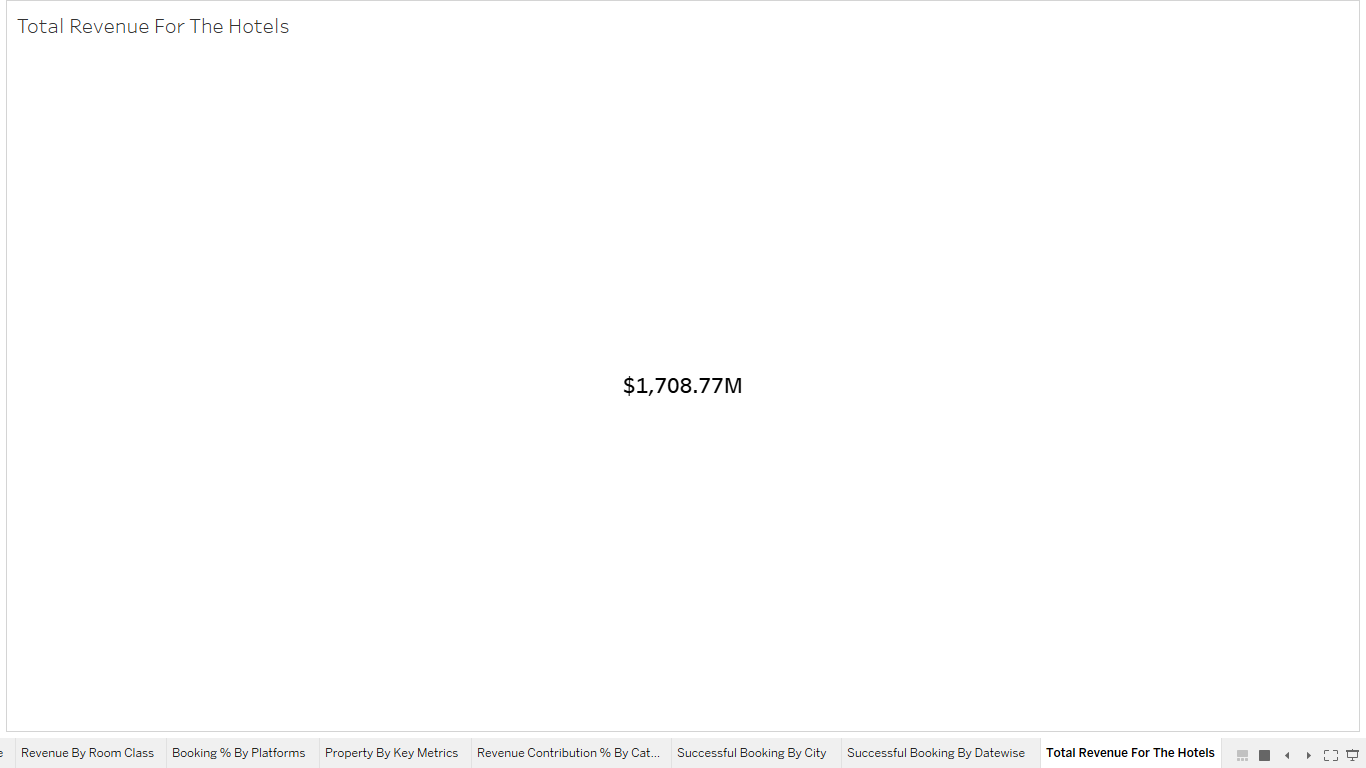 Total Revenue For The Hotels
$1,708.77M
e
Revenue By Room Class
Booking % By Platforms
Property By Key Metrics
Revenue Contribution % By Cat...
Successful Booking By City
Successful Booking By Datewise
Total Revenue For The Hotels